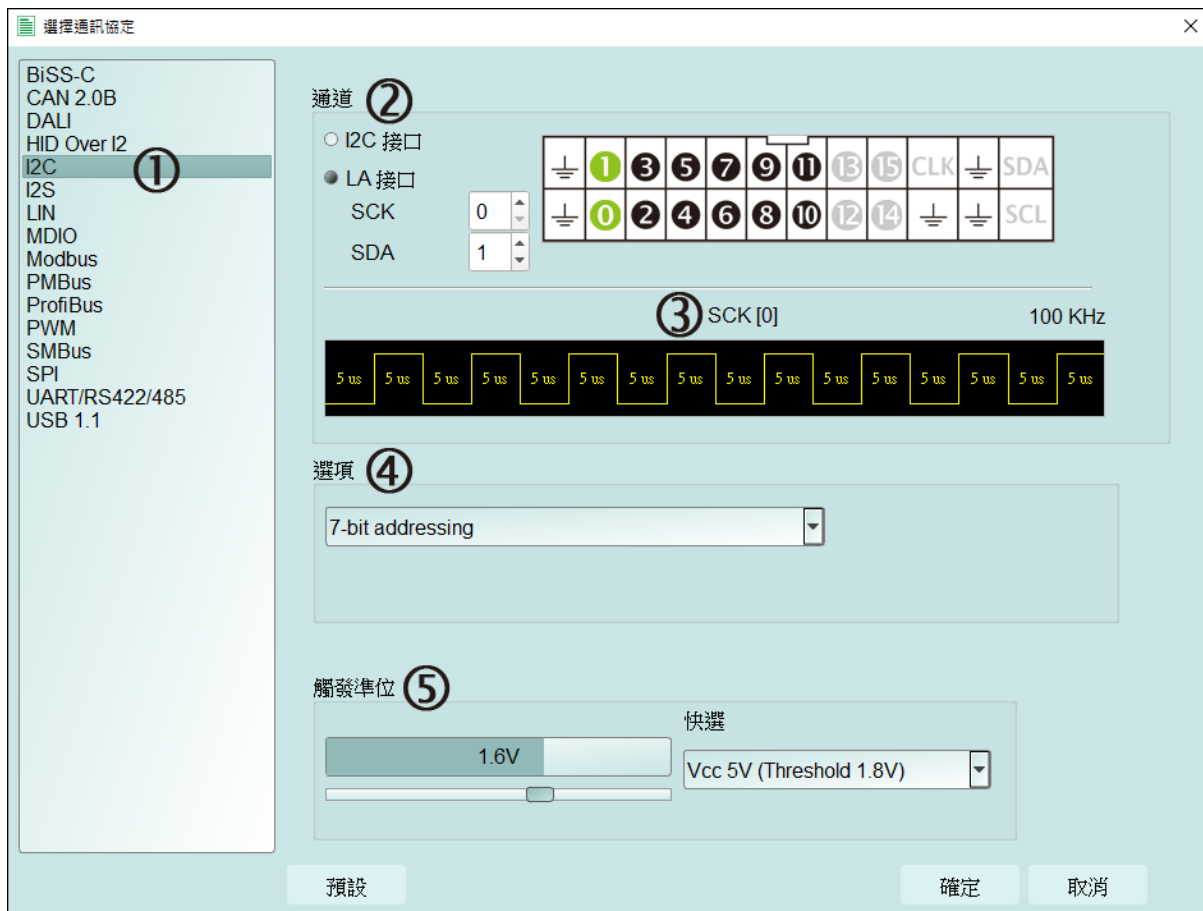 選擇通訊協定
BiSS-C
CAN 2.0B
DALI
HID Over I2
I2C
①
I2S
LIN
MDIO
Modbus
PMBus
ProfiBus
PWM
SMBus
SPI
UART/RS422/485
USB 1.1
通道 ②
I2C 接口
LA 接口
SCK 0
SDA 1
1 3 5 7 9 11 13 15 CLK SDA
0 2 4 6 8 10 12 14 SCL
③ SCK [0] 100 KHz
5 us 5 us 5 us 5 us 5 us 5 us 5 us 5 us 5 us 5 us 5 us 5 us 5 us 5 us 5 us 5 us
選項 ④
7-bit addressing
觸發準位 ⑤
快選
1.6V
Vcc 5V (Threshold 1.8V)
預設 確定 取消